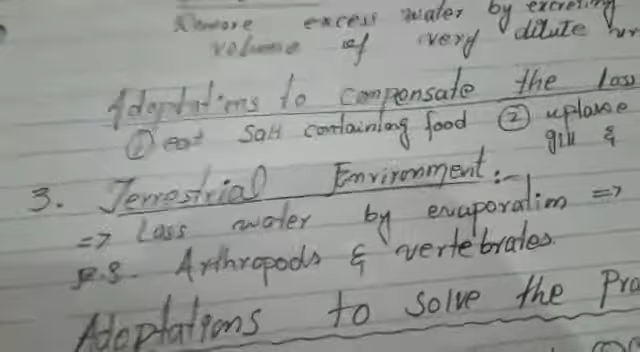 Remove excess water by excreting
volume of very dilute
Adaptations to compensate the loss
① eat salt containing food ②
gill &
3. Terrestrial Environment:-
=> Loss water by evaporation =>
e.g. Arthropods & vertebrates.
Adaptations to solve the Pro